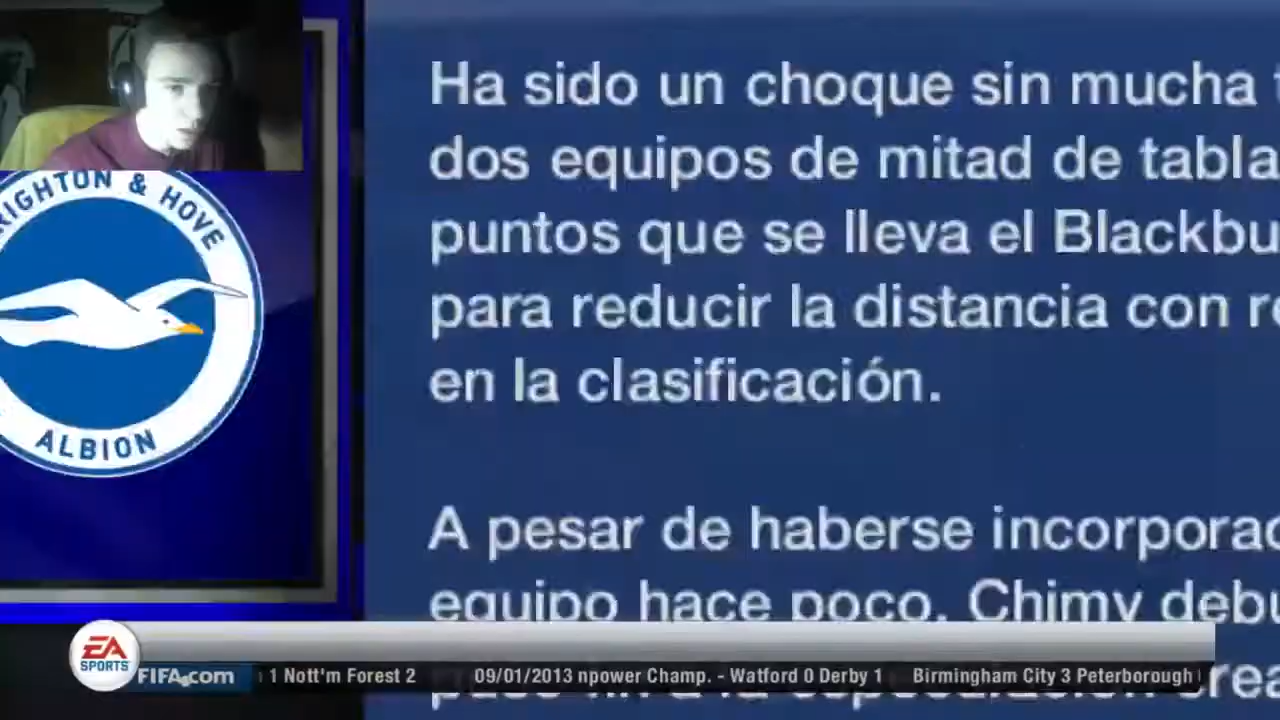 Ha sido un choque sin mucha
dos equipos de mitad de tabla
puntos que se lleva el Blackbu
para reducir la distancia con
en la clasificación.
A pesar de haberse incorporad
equipo hace poco, Chimy debu
RIGHTON & HOVE
ALBION
EA
SPORTS
FIFA.com
1 Nott'm Forest 2 09/01/2013 npower Champ. - Watford 0 Derby 1 Birmingham City 3 Peterborough